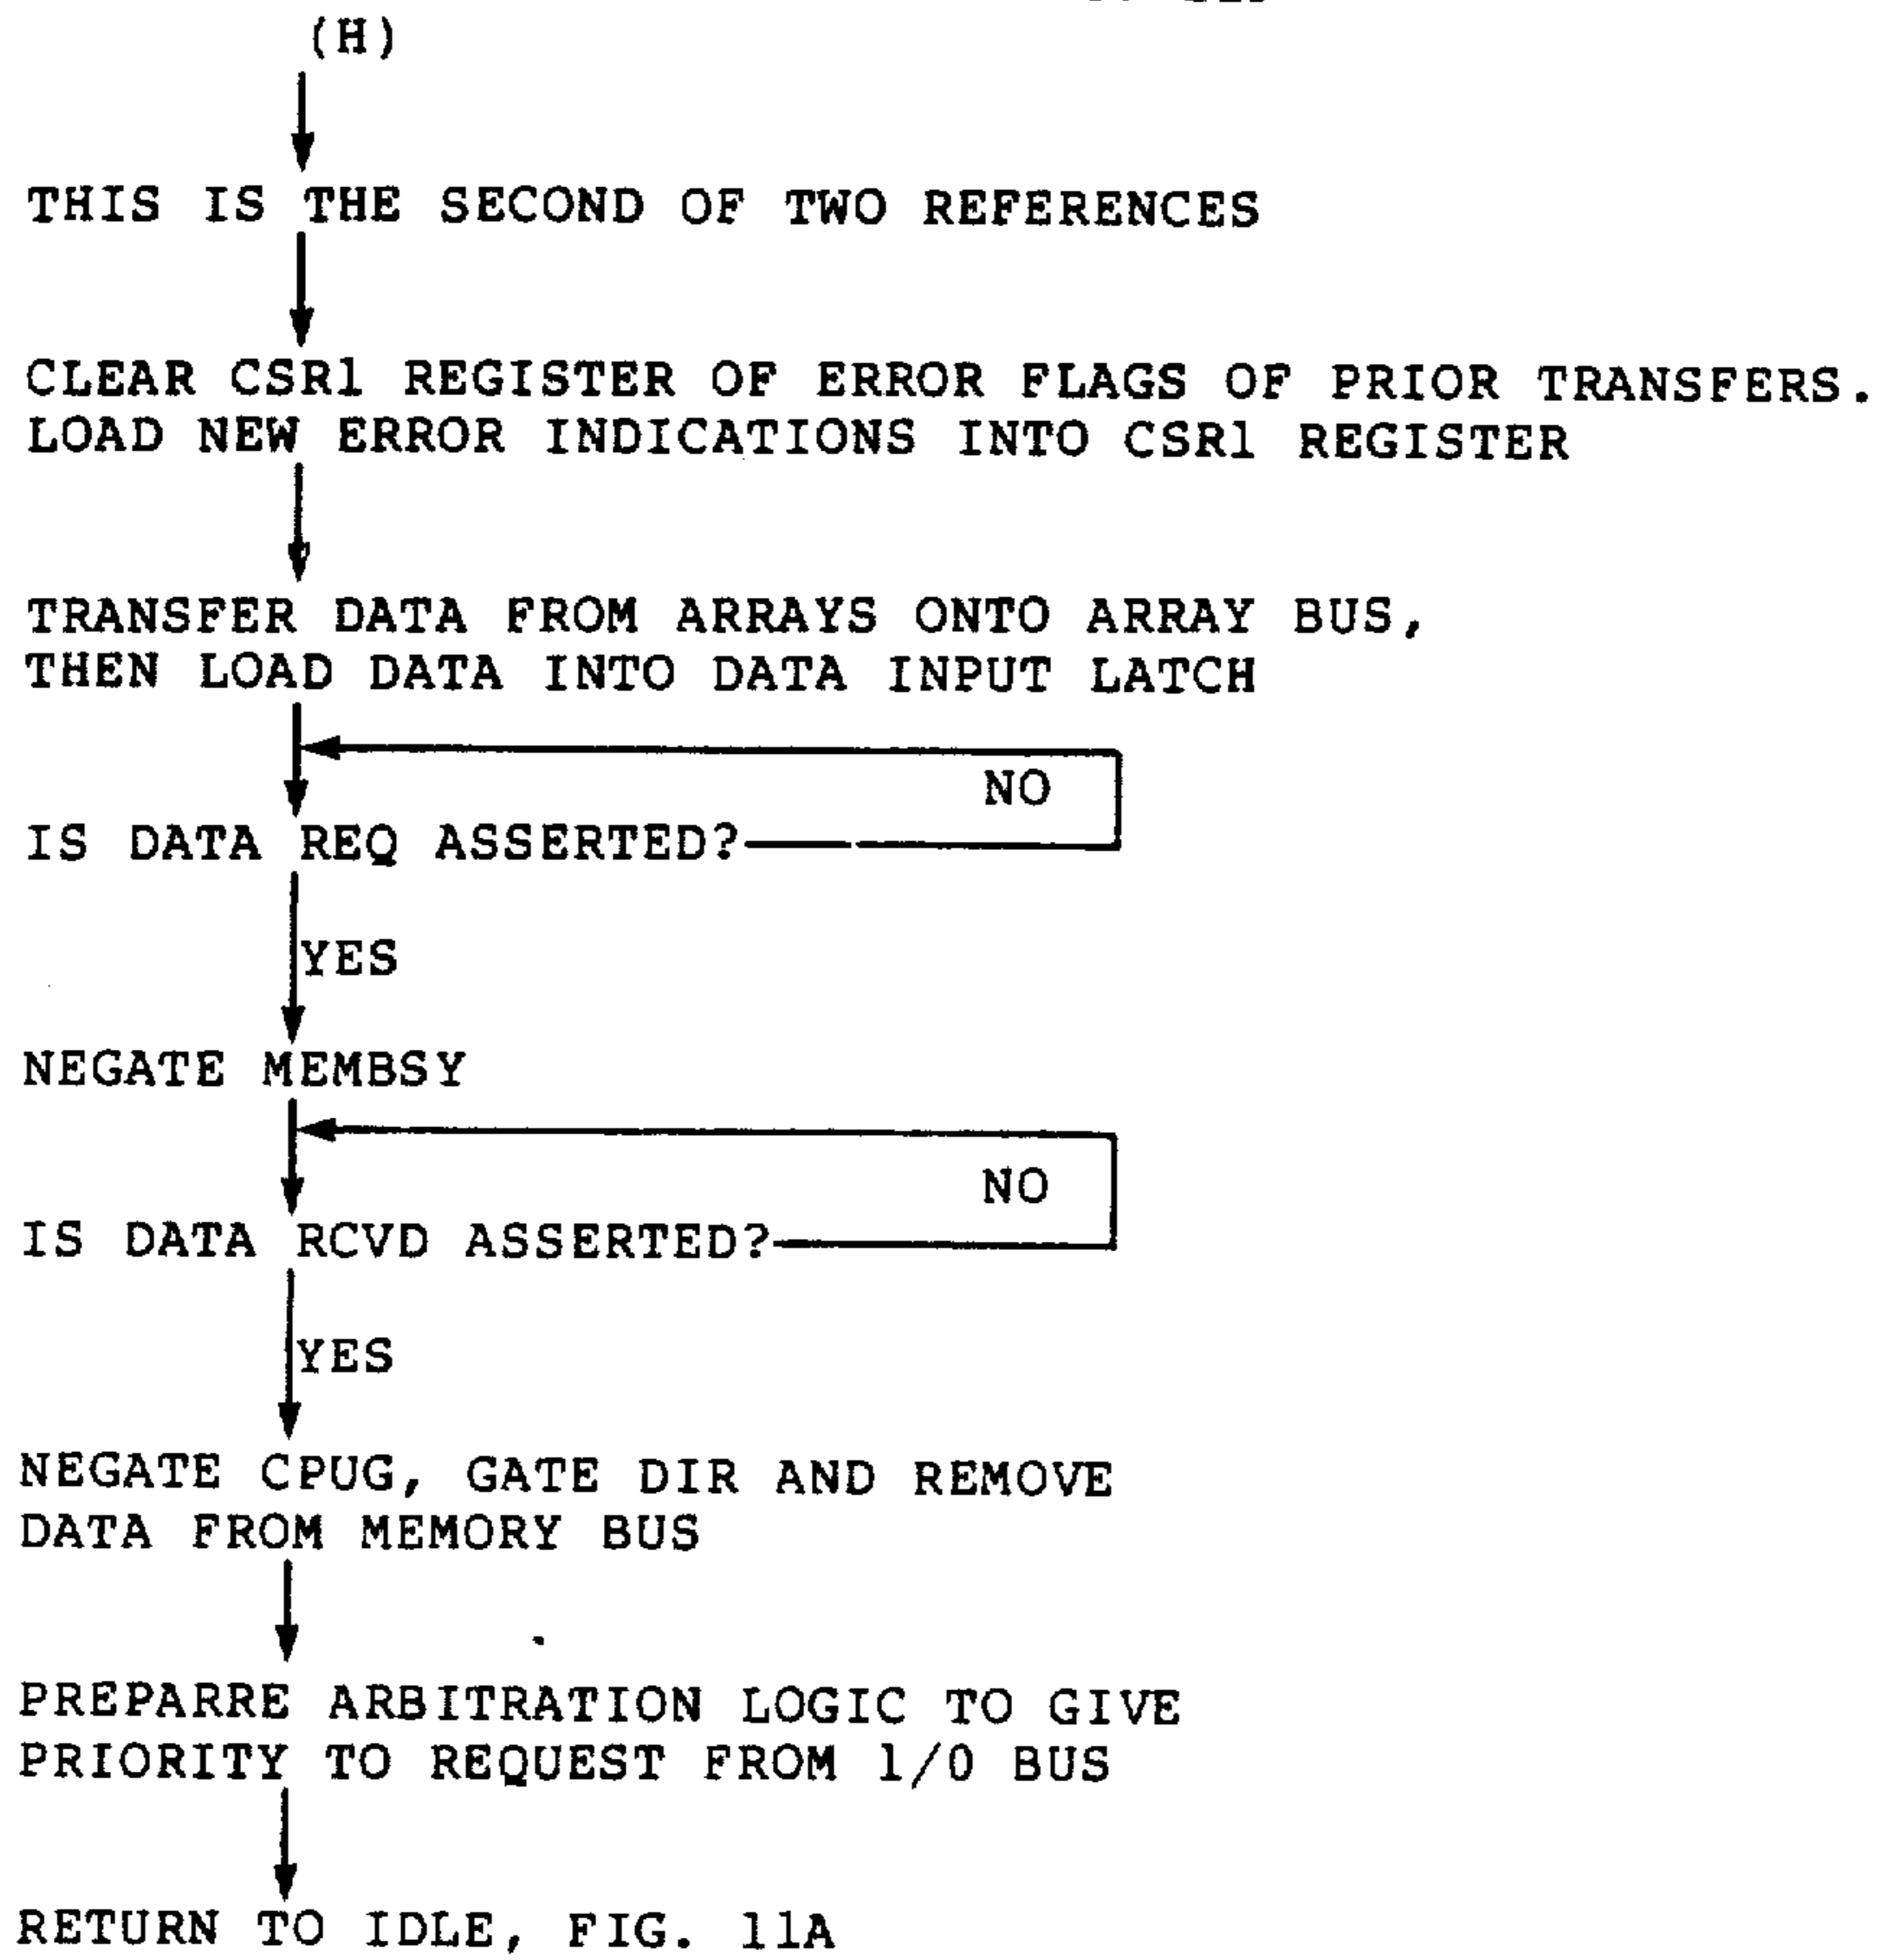 (H)
THIS IS THE SECOND OF TWO REFERENCES
CLEAR CSR1 REGISTER OF ERROR FLAGS OF PRIOR TRANSFERS.
LOAD NEW ERROR INDICATIONS INTO CSR1 REGISTER
TRANSFER DATA FROM ARRAYS ONTO ARRAY BUS,
THEN LOAD DATA INTO DATA INPUT LATCH
NO
IS DATA REQ ASSERTED?
YES
NEGATE MEMBSY
NO
IS DATA RCVD ASSERTED?
YES
NEGATE CPUG, GATE DIR AND REMOVE
DATA FROM MEMORY BUS
PREPARRE ARBITRATION LOGIC TO GIVE
PRIORITY TO REQUEST FROM 1/0 BUS
RETURN TO IDLE, FIG. 11A